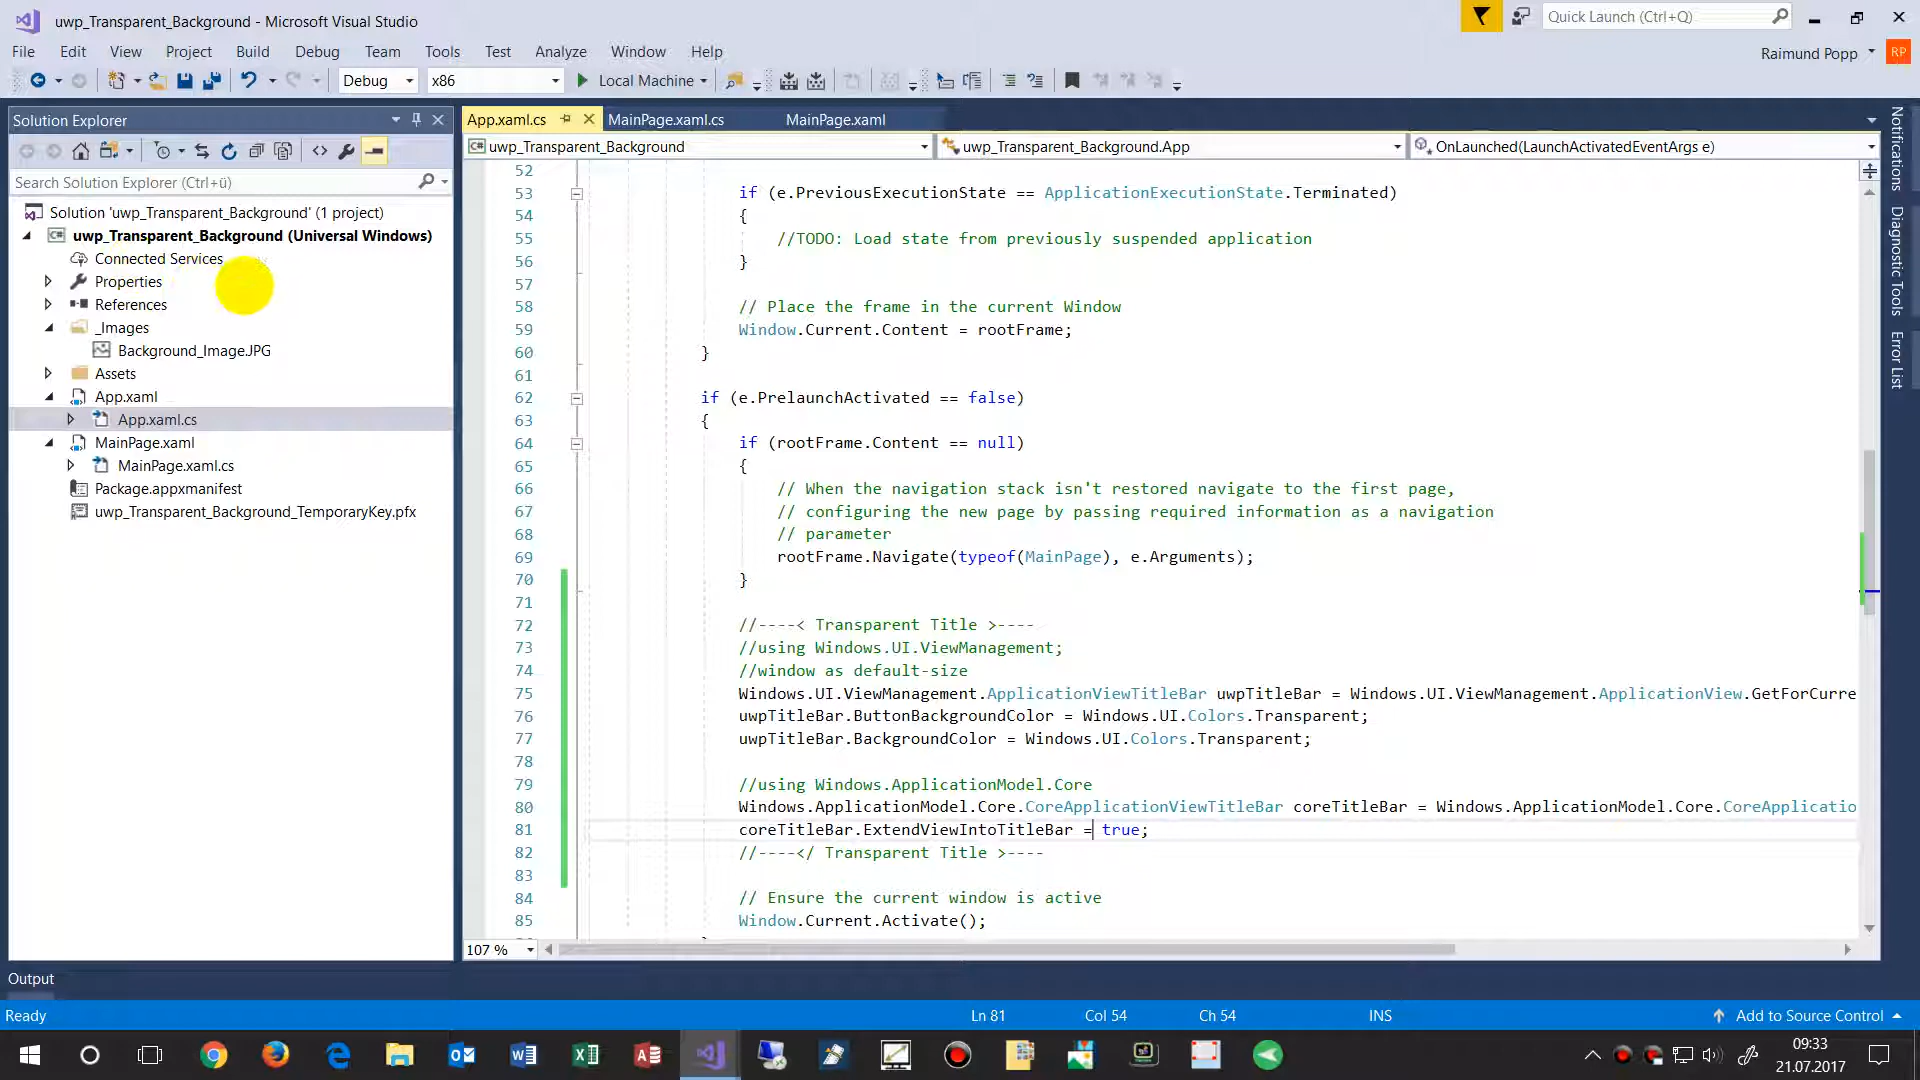 uwp_Transparent_Background - Microsoft Visual Studio
Quick Launch (Ctrl+Q)
File Edit View Project Build Debug Team Tools Test Analyze Window Help
Raimund Popp
RP
Debug
x86
Local Machine
Solution Explorer
App.xaml.cs
MainPage.xaml.cs
MainPage.xaml
uwp_Transparent_Background
uwp_Transparent_Background.App
OnLaunched(LaunchActivatedEventArgs e)
Search Solution Explorer (Ctrl+ü)
Solution 'uwp_Transparent_Background' (1 project)
uwp_Transparent_Background (Universal Windows)
Connected Services
Properties
References
_Images
Background_Image.JPG
Assets
App.xaml
App.xaml.cs
MainPage.xaml
MainPage.xaml.cs
Package.appxmanifest
uwp_Transparent_Background_TemporaryKey.pfx
52
53 if (e.PreviousExecutionState == ApplicationExecutionState.Terminated)
54 {
55 //TODO: Load state from previously suspended application
56 }
57
58 // Place the frame in the current Window
59 Window.Current.Content = rootFrame;
60 }
61
62 if (e.PrelaunchActivated == false)
63 {
64 if (rootFrame.Content == null)
65 {
66 // When the navigation stack isn't restored navigate to the first page,
67 // configuring the new page by passing required information as a navigation
68 // parameter
69 rootFrame.Navigate(typeof(MainPage), e.Arguments);
70 }
71
72 //----< Transparent Title >----
73 //using Windows.UI.ViewManagement;
74 //window as default-size
75 Windows.UI.ViewManagement.ApplicationViewTitleBar uwpTitleBar = Windows.UI.ViewManagement.ApplicationView.GetForCurre
76 uwpTitleBar.ButtonBackgroundColor = Windows.UI.Colors.Transparent;
77 uwpTitleBar.BackgroundColor = Windows.UI.Colors.Transparent;
78
79 //using Windows.ApplicationModel.Core
80 Windows.ApplicationModel.Core.CoreApplicationViewTitleBar coreTitleBar = Windows.ApplicationModel.Core.CoreApplicatio
81 coreTitleBar.ExtendViewIntoTitleBar = true;
82 //----</ Transparent Title >----
83
84 // Ensure the current window is active
85 Window.Current.Activate();
107 %
Notifications
Diagnostic Tools
Error List
Output
Ready
Ln 81
Col 54
Ch 54
INS
Add to Source Control
09:33
21.07.2017